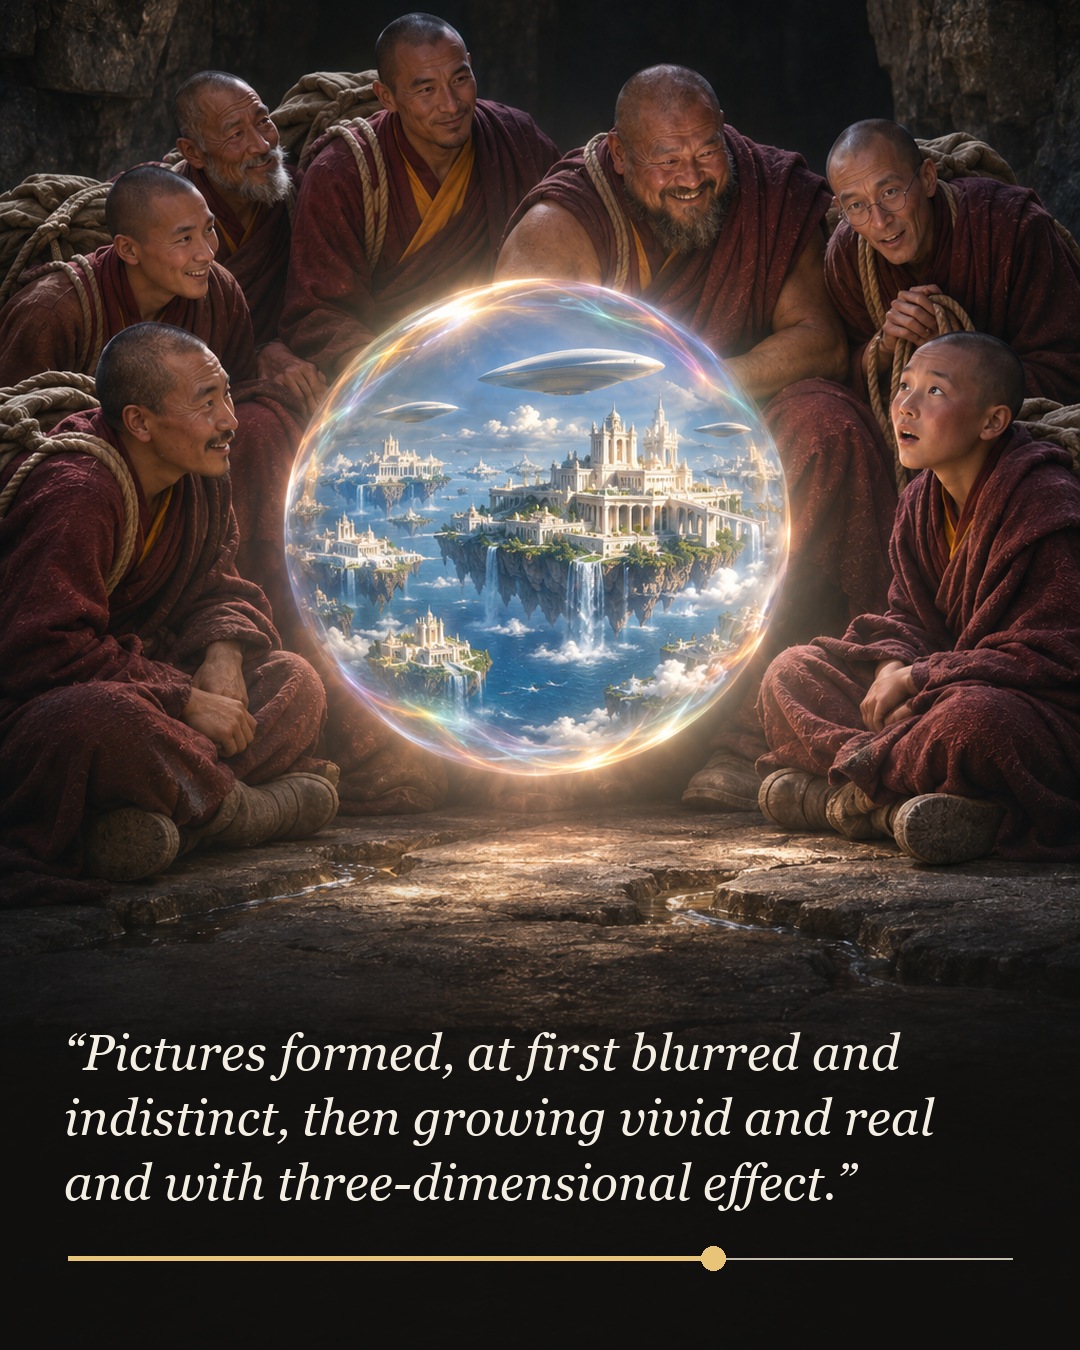 “Pictures formed, at first blurred and
indistinct, then growing vivid and real
and with three-dimensional effect.”